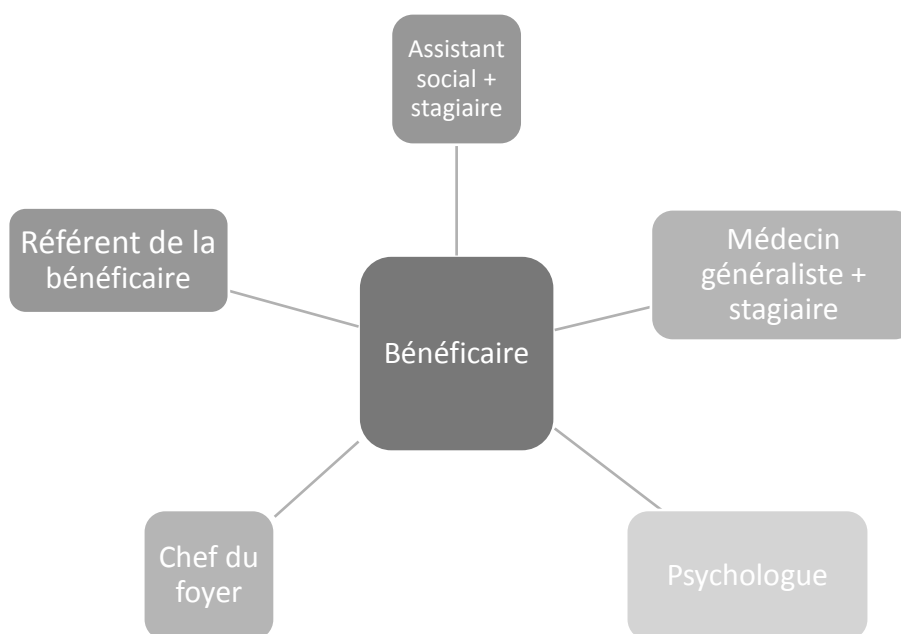 Assistant
social +
stagiaire
Référent de la
bénéficaire
Médecin
généraliste +
stagiaire
Bénéficaire
Chef du
foyer
Psychologue